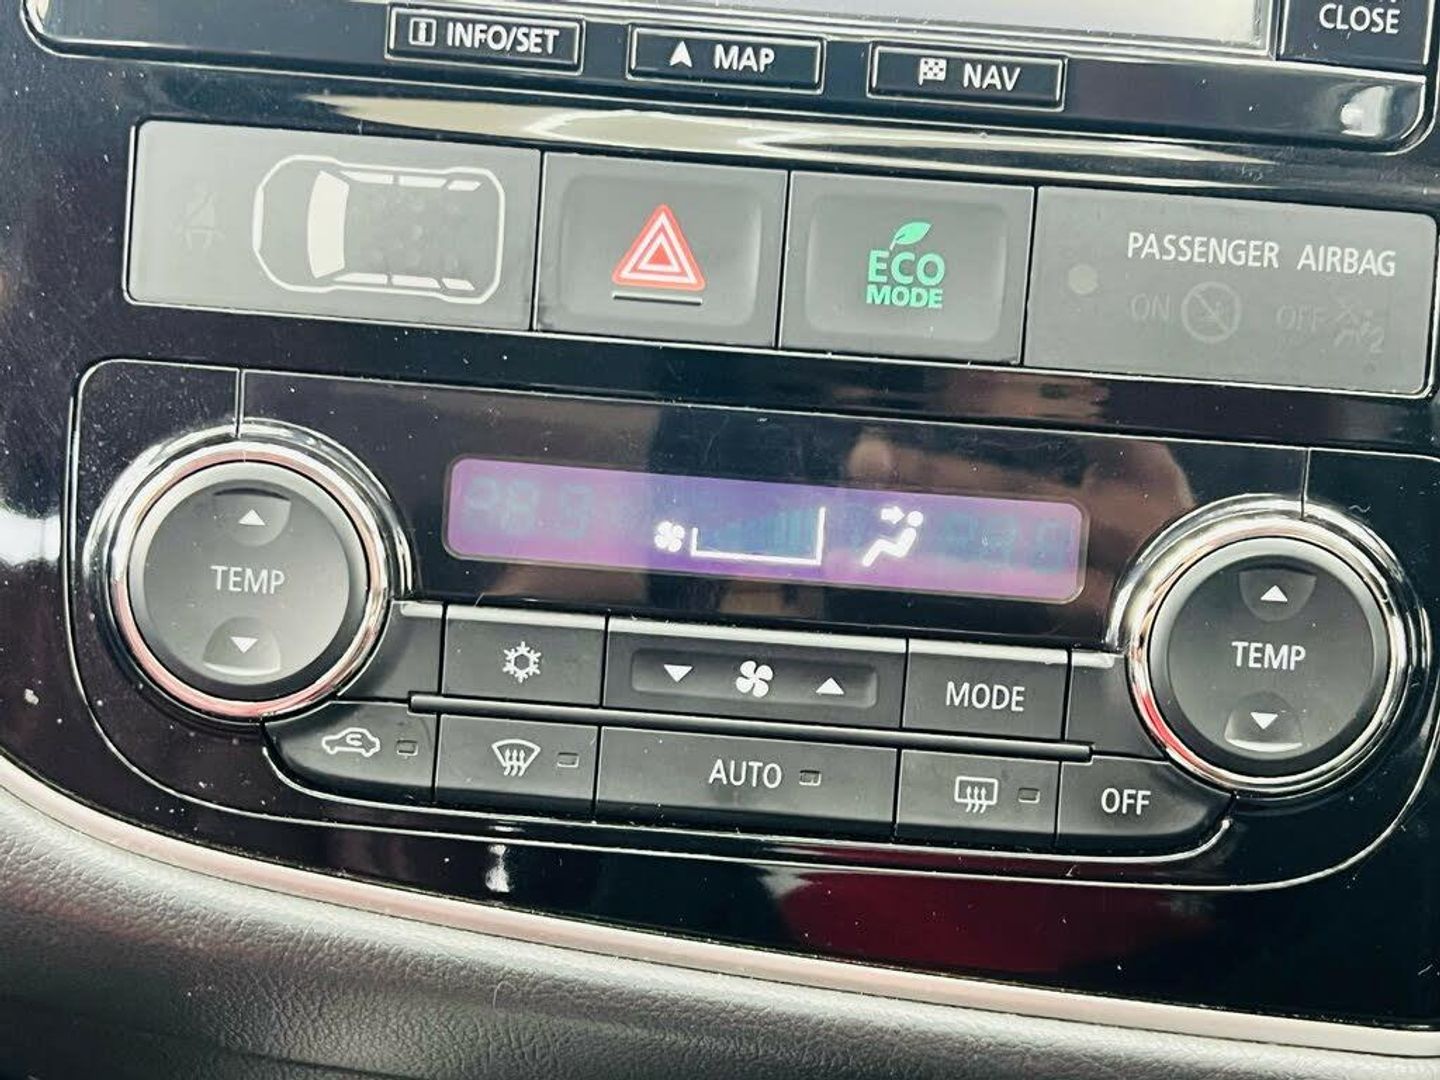 CLOSE
INFO/SET
MAP
NAV
ECO
MODE
PASSENGER AIRBAG
ON
OFF
TEMP
TEMP
MODE
AUTO
OFF